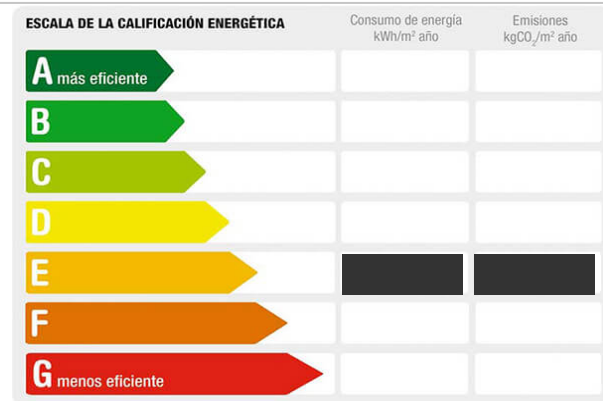 ESCALA DE LA CALIFICACIÓN ENERGÉTICA
Consumo de energía
kWh/m² año
Emisiones
kgCO₂/m² año
A más eficiente
B
C
D
E
F
G menos eficiente